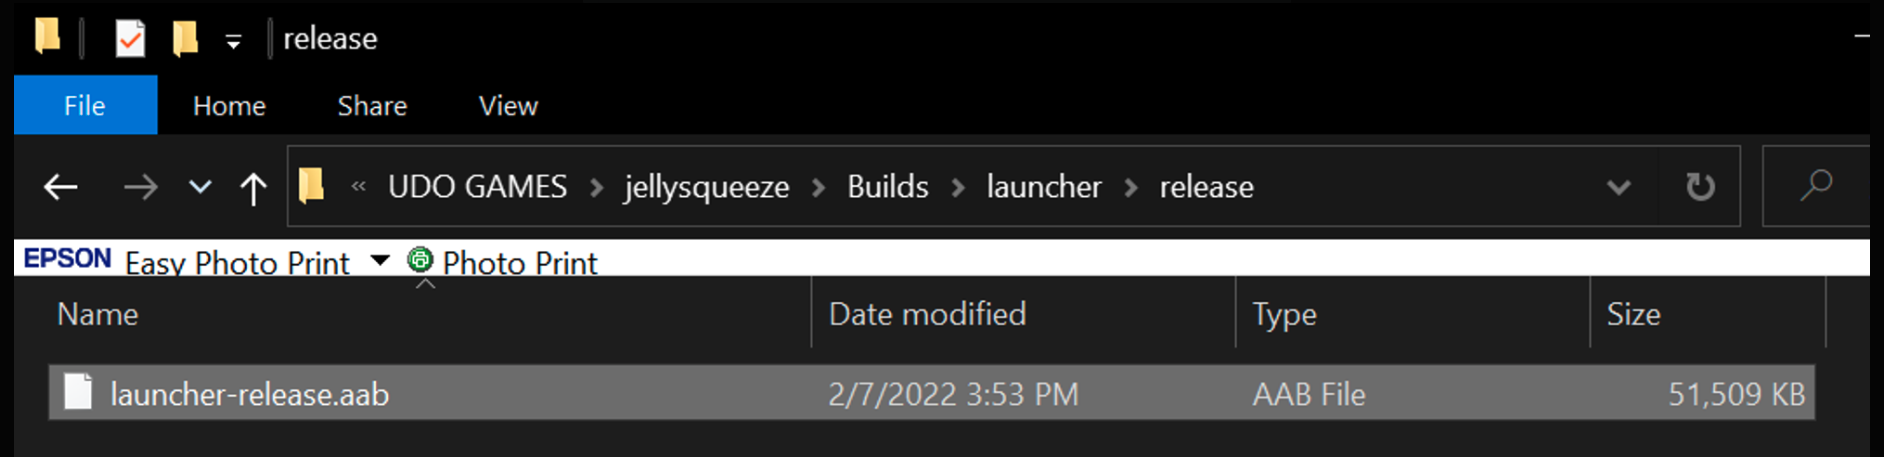 release
File Home Share View
« UDO GAMES > jellysqueeze > Builds > launcher > release
EPSON Easy Photo Print Photo Print
Name Date modified Type Size
launcher-release.aab 2/7/2022 3:53 PM AAB File 51,509 KB